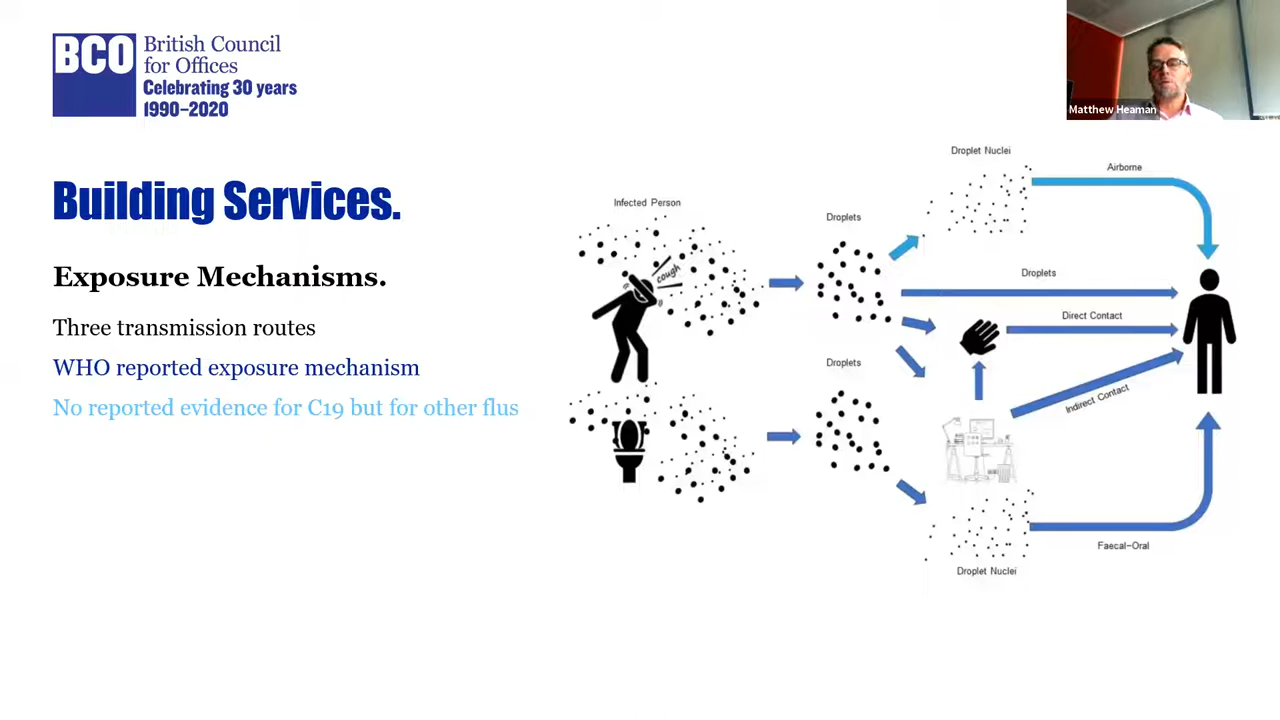 BCO
British Council
for Offices
Celebrating 30 years
1990–2020
Matthew Heaman
Building Services.
Exposure Mechanisms.
Three transmission routes
WHO reported exposure mechanism
No reported evidence for C19 but for other flus
Infected Person
cough
Droplets
Droplet Nuclei
Airborne
Droplets
Direct Contact
Indirect Contact
Droplets
Droplet Nuclei
Faecal-Oral